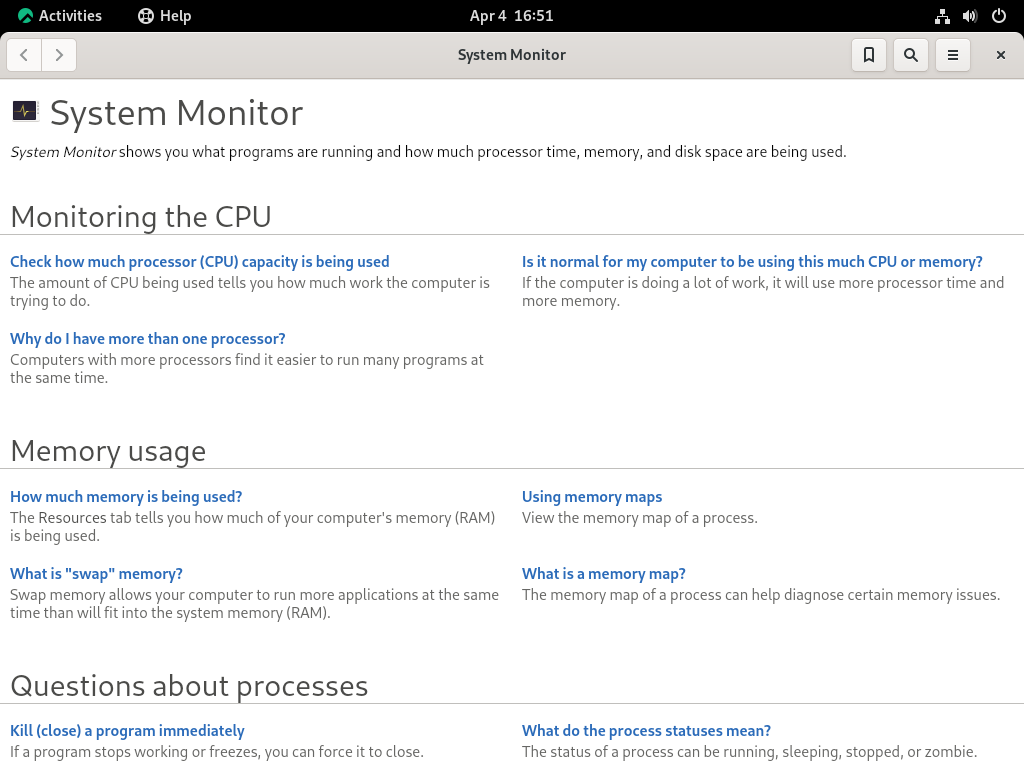 Activities Help Apr 4 16:51
System Monitor
System Monitor
System Monitor shows you what programs are running and how much processor time, memory, and disk space are being used.
Monitoring the CPU
Check how much processor (CPU) capacity is being used
The amount of CPU being used tells you how much work the computer is
trying to do.
Is it normal for my computer to be using this much CPU or memory?
If the computer is doing a lot of work, it will use more processor time and
more memory.
Why do I have more than one processor?
Computers with more processors find it easier to run many programs at
the same time.
Memory usage
How much memory is being used?
The Resources tab tells you how much of your computer's memory (RAM)
is being used.
Using memory maps
View the memory map of a process.
What is "swap" memory?
Swap memory allows your computer to run more applications at the same
time than will fit into the system memory (RAM).
What is a memory map?
The memory map of a process can help diagnose certain memory issues.
Questions about processes
Kill (close) a program immediately
If a program stops working or freezes, you can force it to close.
What do the process statuses mean?
The status of a process can be running, sleeping, stopped, or zombie.